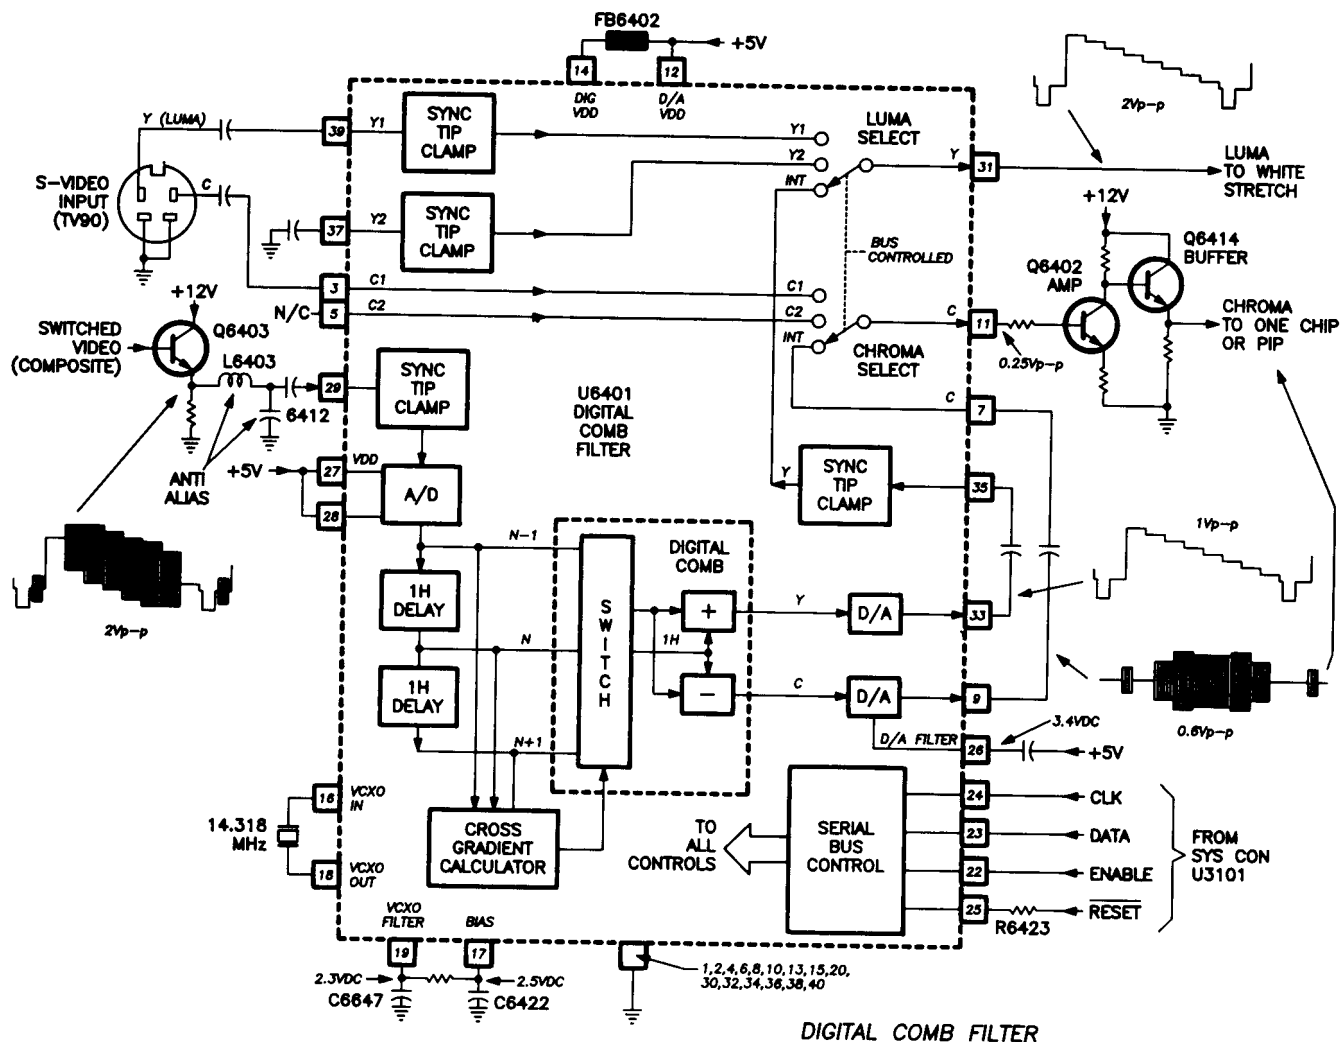 FB6402
+5V
14
12
DIG
VDD
D/A
VDD
2Vp-p
Y (LUMA)
39
Y1
SYNC
TIP
CLAMP
Y1
LUMA
SELECT
Y2
Y
31
LUMA
TO WHITE
STRETCH
S-VIDEO
INPUT
(TV90)
C
INT
37
Y2
SYNC
TIP
CLAMP
+12V
Q6414
BUFFER
BUS
CONTROLLED
Q6402
AMP
3
C1
C1
+12V
N/C
5
C2
C2
C
11
CHROMA
TO ONE CHIP
OR PIP
SWITCHED
VIDEO
(COMPOSITE)
Q6403
INT
0.25Vp-p
L6403
CHROMA
SELECT
29
SYNC
TIP
CLAMP
6412
U6401
DIGITAL
COMB
FILTER
C
7
ANTI
ALIAS
+5V
27
VDD
28
A/D
Y
SYNC
TIP
CLAMP
35
1Vp-p
N-1
DIGITAL
COMB
1H
DELAY
SWITCH
+
Y
D/A
33
2Vp-p
N
1H
1H
DELAY
−
C
D/A
9
0.6Vp-p
N+1
D/A FILTER
26
3.4VDC
+5V
16
VCXO
IN
14.318
MHz
18
VCXO
OUT
CROSS
GRADIENT
CALCULATOR
TO
ALL
CONTROLS
SERIAL
BUS
CONTROL
24
CLK
23
DATA
22
ENABLE
25
RESET
R6423
FROM
SYS CON
U3101
VCXO
FILTER
BIAS
19
17
2.3VDC
2.5VDC
C6647
C6422
1,2,4,6,8,10,13,15,20,
30,32,34,36,38,40
DIGITAL COMB FILTER